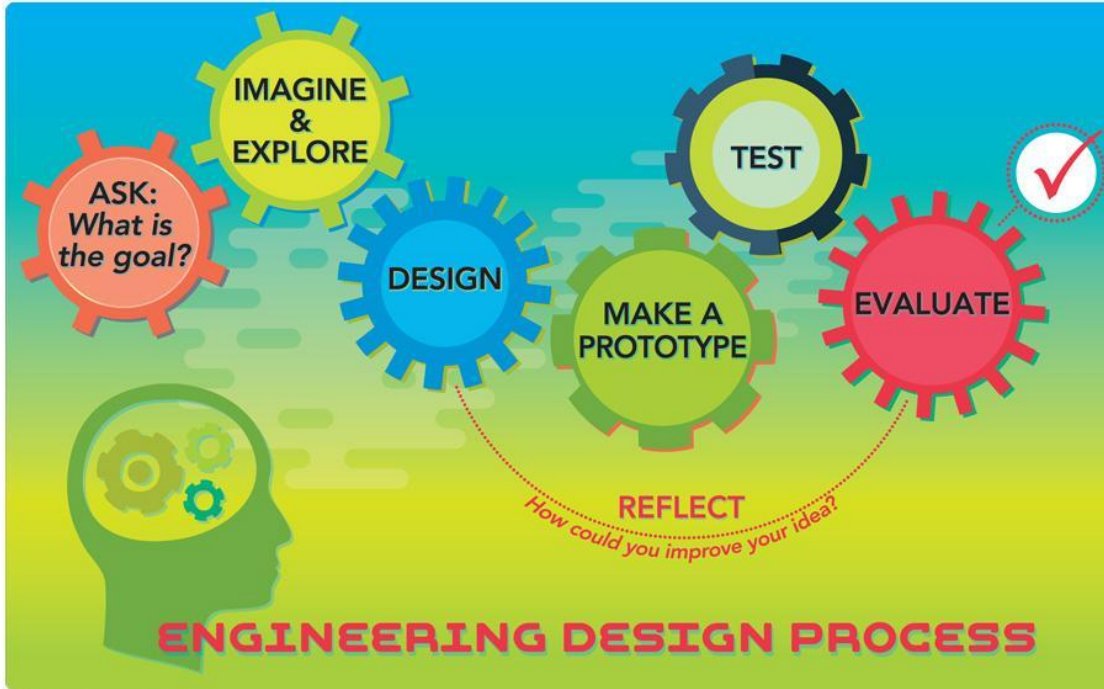 ASK:
What is
the goal?
IMAGINE
&
EXPLORE
DESIGN
MAKE A
PROTOTYPE
TEST
EVALUATE
REFLECT
How could you improve your idea?
ENGINEERING DESIGN PROCESS